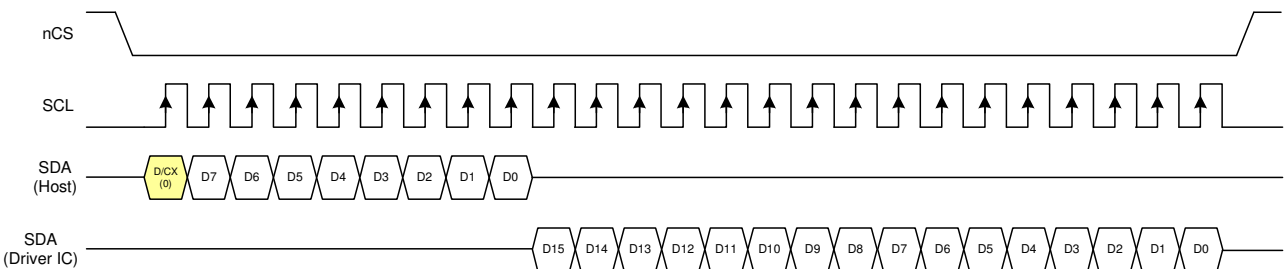 nCS
SCL
SDA
(Host)
D/CX
(0)
D7 D6 D5 D4 D3 D2 D1 D0
SDA
(Driver IC)
D15 D14 D13 D12 D11 D10 D9 D8 D7 D6 D5 D4 D3 D2 D1 D0